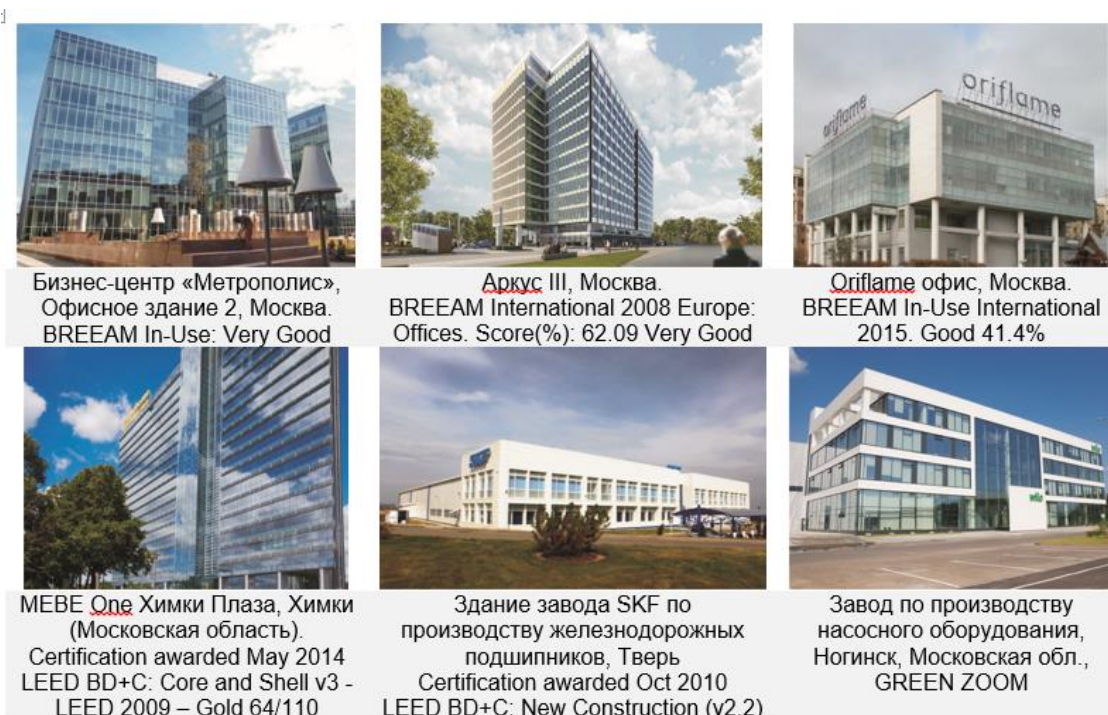 oriflame
oriflame
Бизнес-центр «Метрополис»,
Офисное здание 2, Москва.
BREEAM In-Use: Very Good
Аркус III, Москва.
BREEAM International 2008 Europe:
Offices. Score(%): 62.09 Very Good
Oriflame офис, Москва.
BREEAM In-Use International
2015. Good 41.4%
SKF
wilo
МЕВЕ One Химки Плаза, Химки
(Московская область).
Certification awarded May 2014
LEED BD+C: Core and Shell v3 -
LEED 2009 – Gold 64/110
Здание завода SKF по
производству железнодорожных
подшипников, Тверь
Certification awarded Oct 2010
LEED BD+C: New Construction (v2.2)
Завод по производству
насосного оборудования,
Ногинск, Московская обл.,
GREEN ZOOM